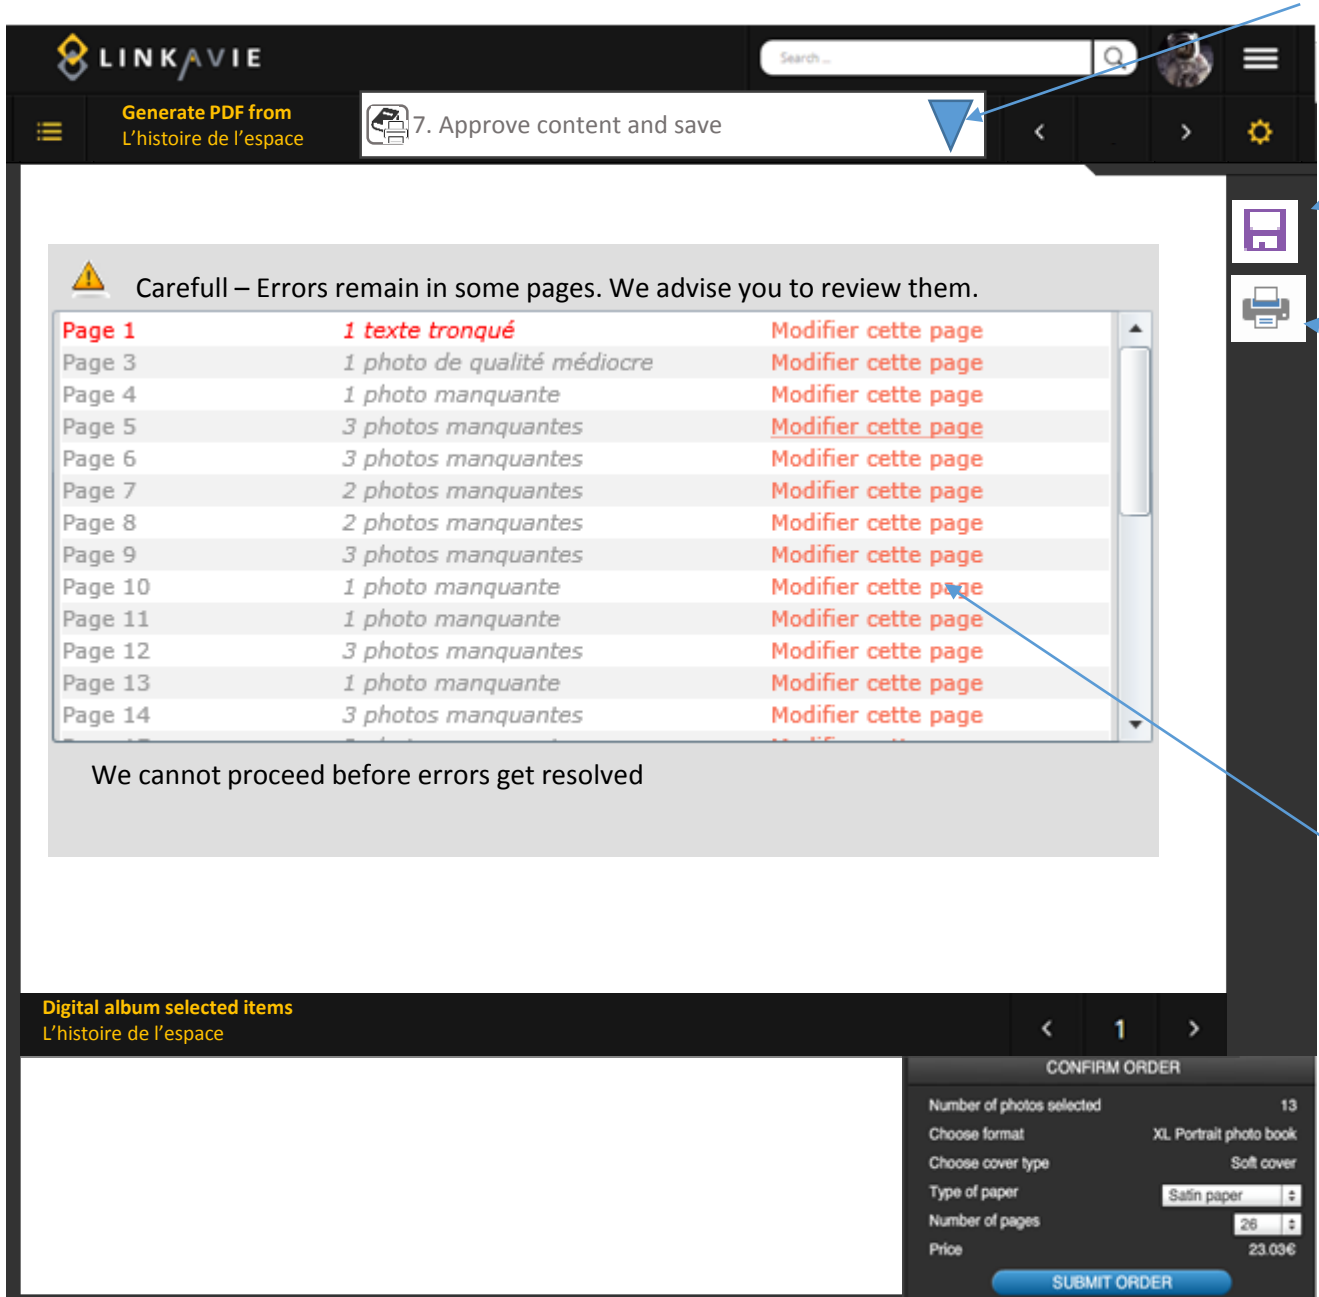 LINKAVIE
Search ...
Generate PDF from
L'histoire de l'espace
7. Approve content and save
Carefull – Errors remain in some pages. We advise you to review them.
Page 1 1 texte tronqué Modifier cette page
Page 3 1 photo de qualité médiocre Modifier cette page
Page 4 1 photo manquante Modifier cette page
Page 5 3 photos manquantes Modifier cette page
Page 6 3 photos manquantes Modifier cette page
Page 7 2 photos manquantes Modifier cette page
Page 8 2 photos manquantes Modifier cette page
Page 9 3 photos manquantes Modifier cette page
Page 10 1 photo manquante Modifier cette page
Page 11 1 photo manquante Modifier cette page
Page 12 3 photos manquantes Modifier cette page
Page 13 1 photo manquante Modifier cette page
Page 14 3 photos manquantes Modifier cette page
We cannot proceed before errors get resolved
Digital album selected items
L'histoire de l'espace
1
CONFIRM ORDER
Number of photos selected 13
Choose format XL Portrait photo book
Choose cover type Soft cover
Type of paper Satin paper
Number of pages 26
Price 23.03€
SUBMIT ORDER